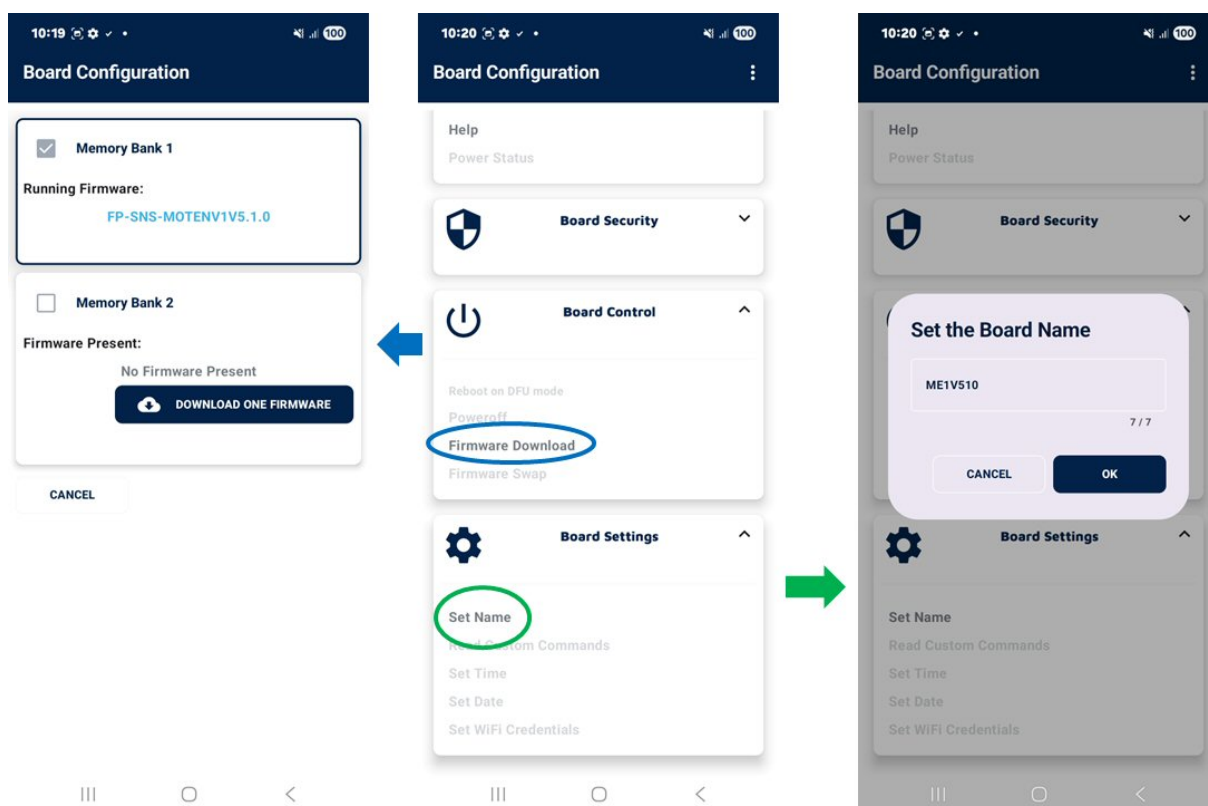 10:19
100
Board Configuration
Memory Bank 1
Running Firmware:
FP-SNS-MOTENV1V5.1.0
Memory Bank 2
Firmware Present:
No Firmware Present
DOWNLOAD ONE FIRMWARE
CANCEL
10:20
100
Board Configuration
Help
Power Status
Board Security
Board Control
Reboot on DFU mode
Poweroff
Firmware Download
Firmware Swap
Board Settings
Set Name
Read Custom Commands
Set Time
Set Date
Set WiFi Credentials
10:20
100
Board Configuration
Help
Power Status
Board Security
Set the Board Name
ME1V510
7 / 7
CANCEL
OK
Board Settings
Set Name
Read Custom Commands
Set Time
Set Date
Set WiFi Credentials